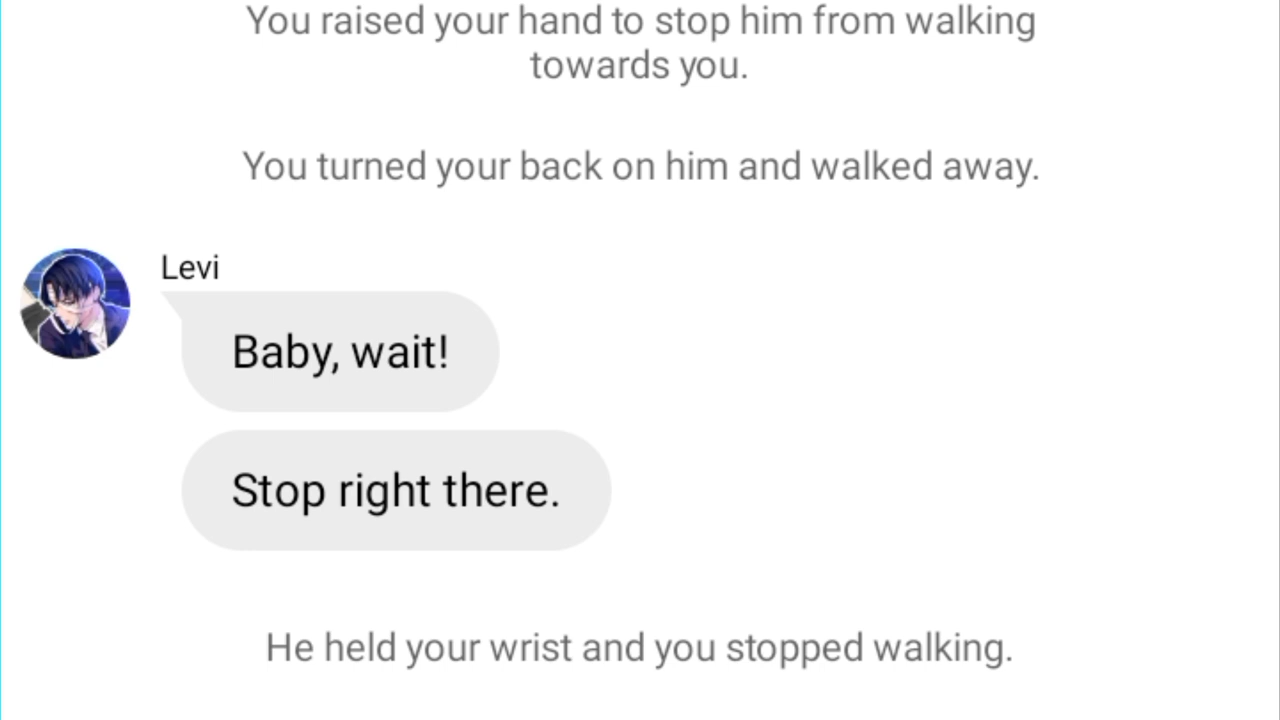 You raised your hand to stop him from walking
towards you.
You turned your back on him and walked away.
Levi
Baby, wait!
Stop right there.
He held your wrist and you stopped walking.